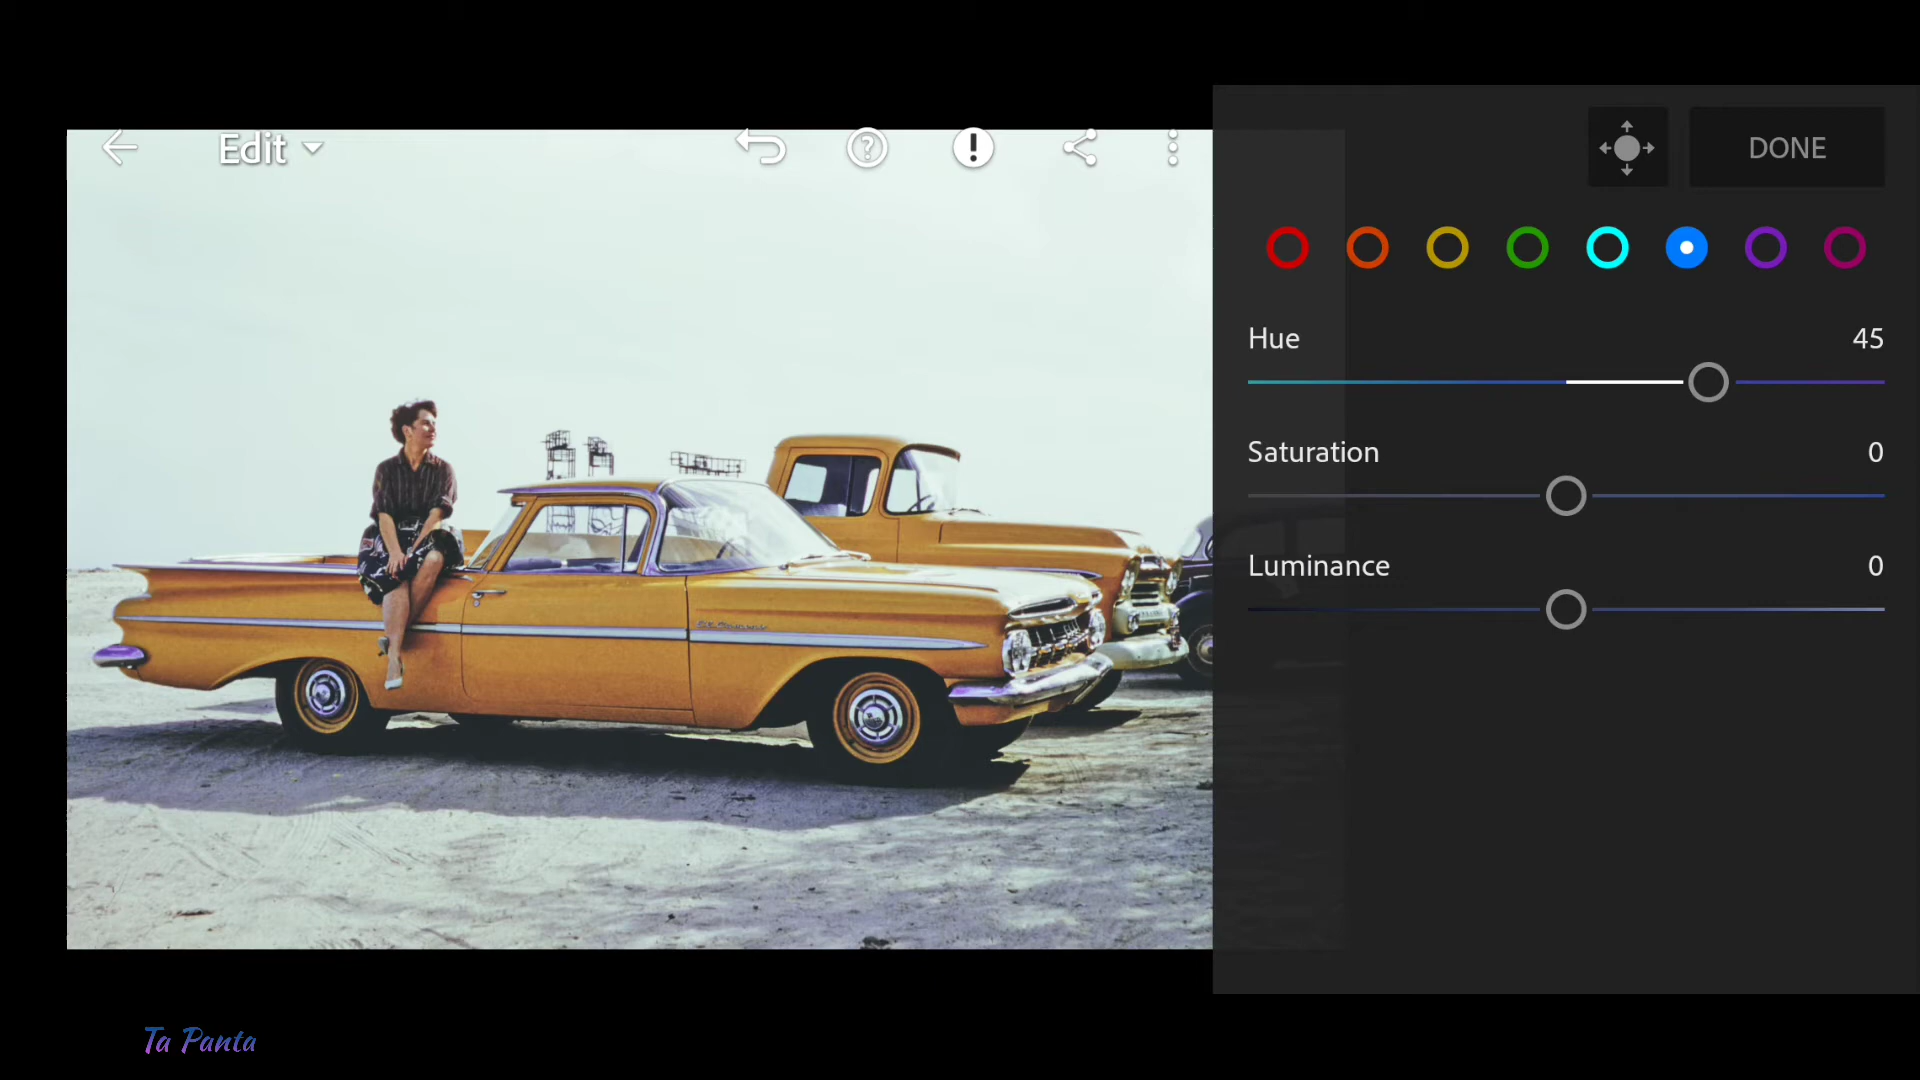 Edit
DONE
Hue 45
Saturation 0
Luminance 0
Ta Panta